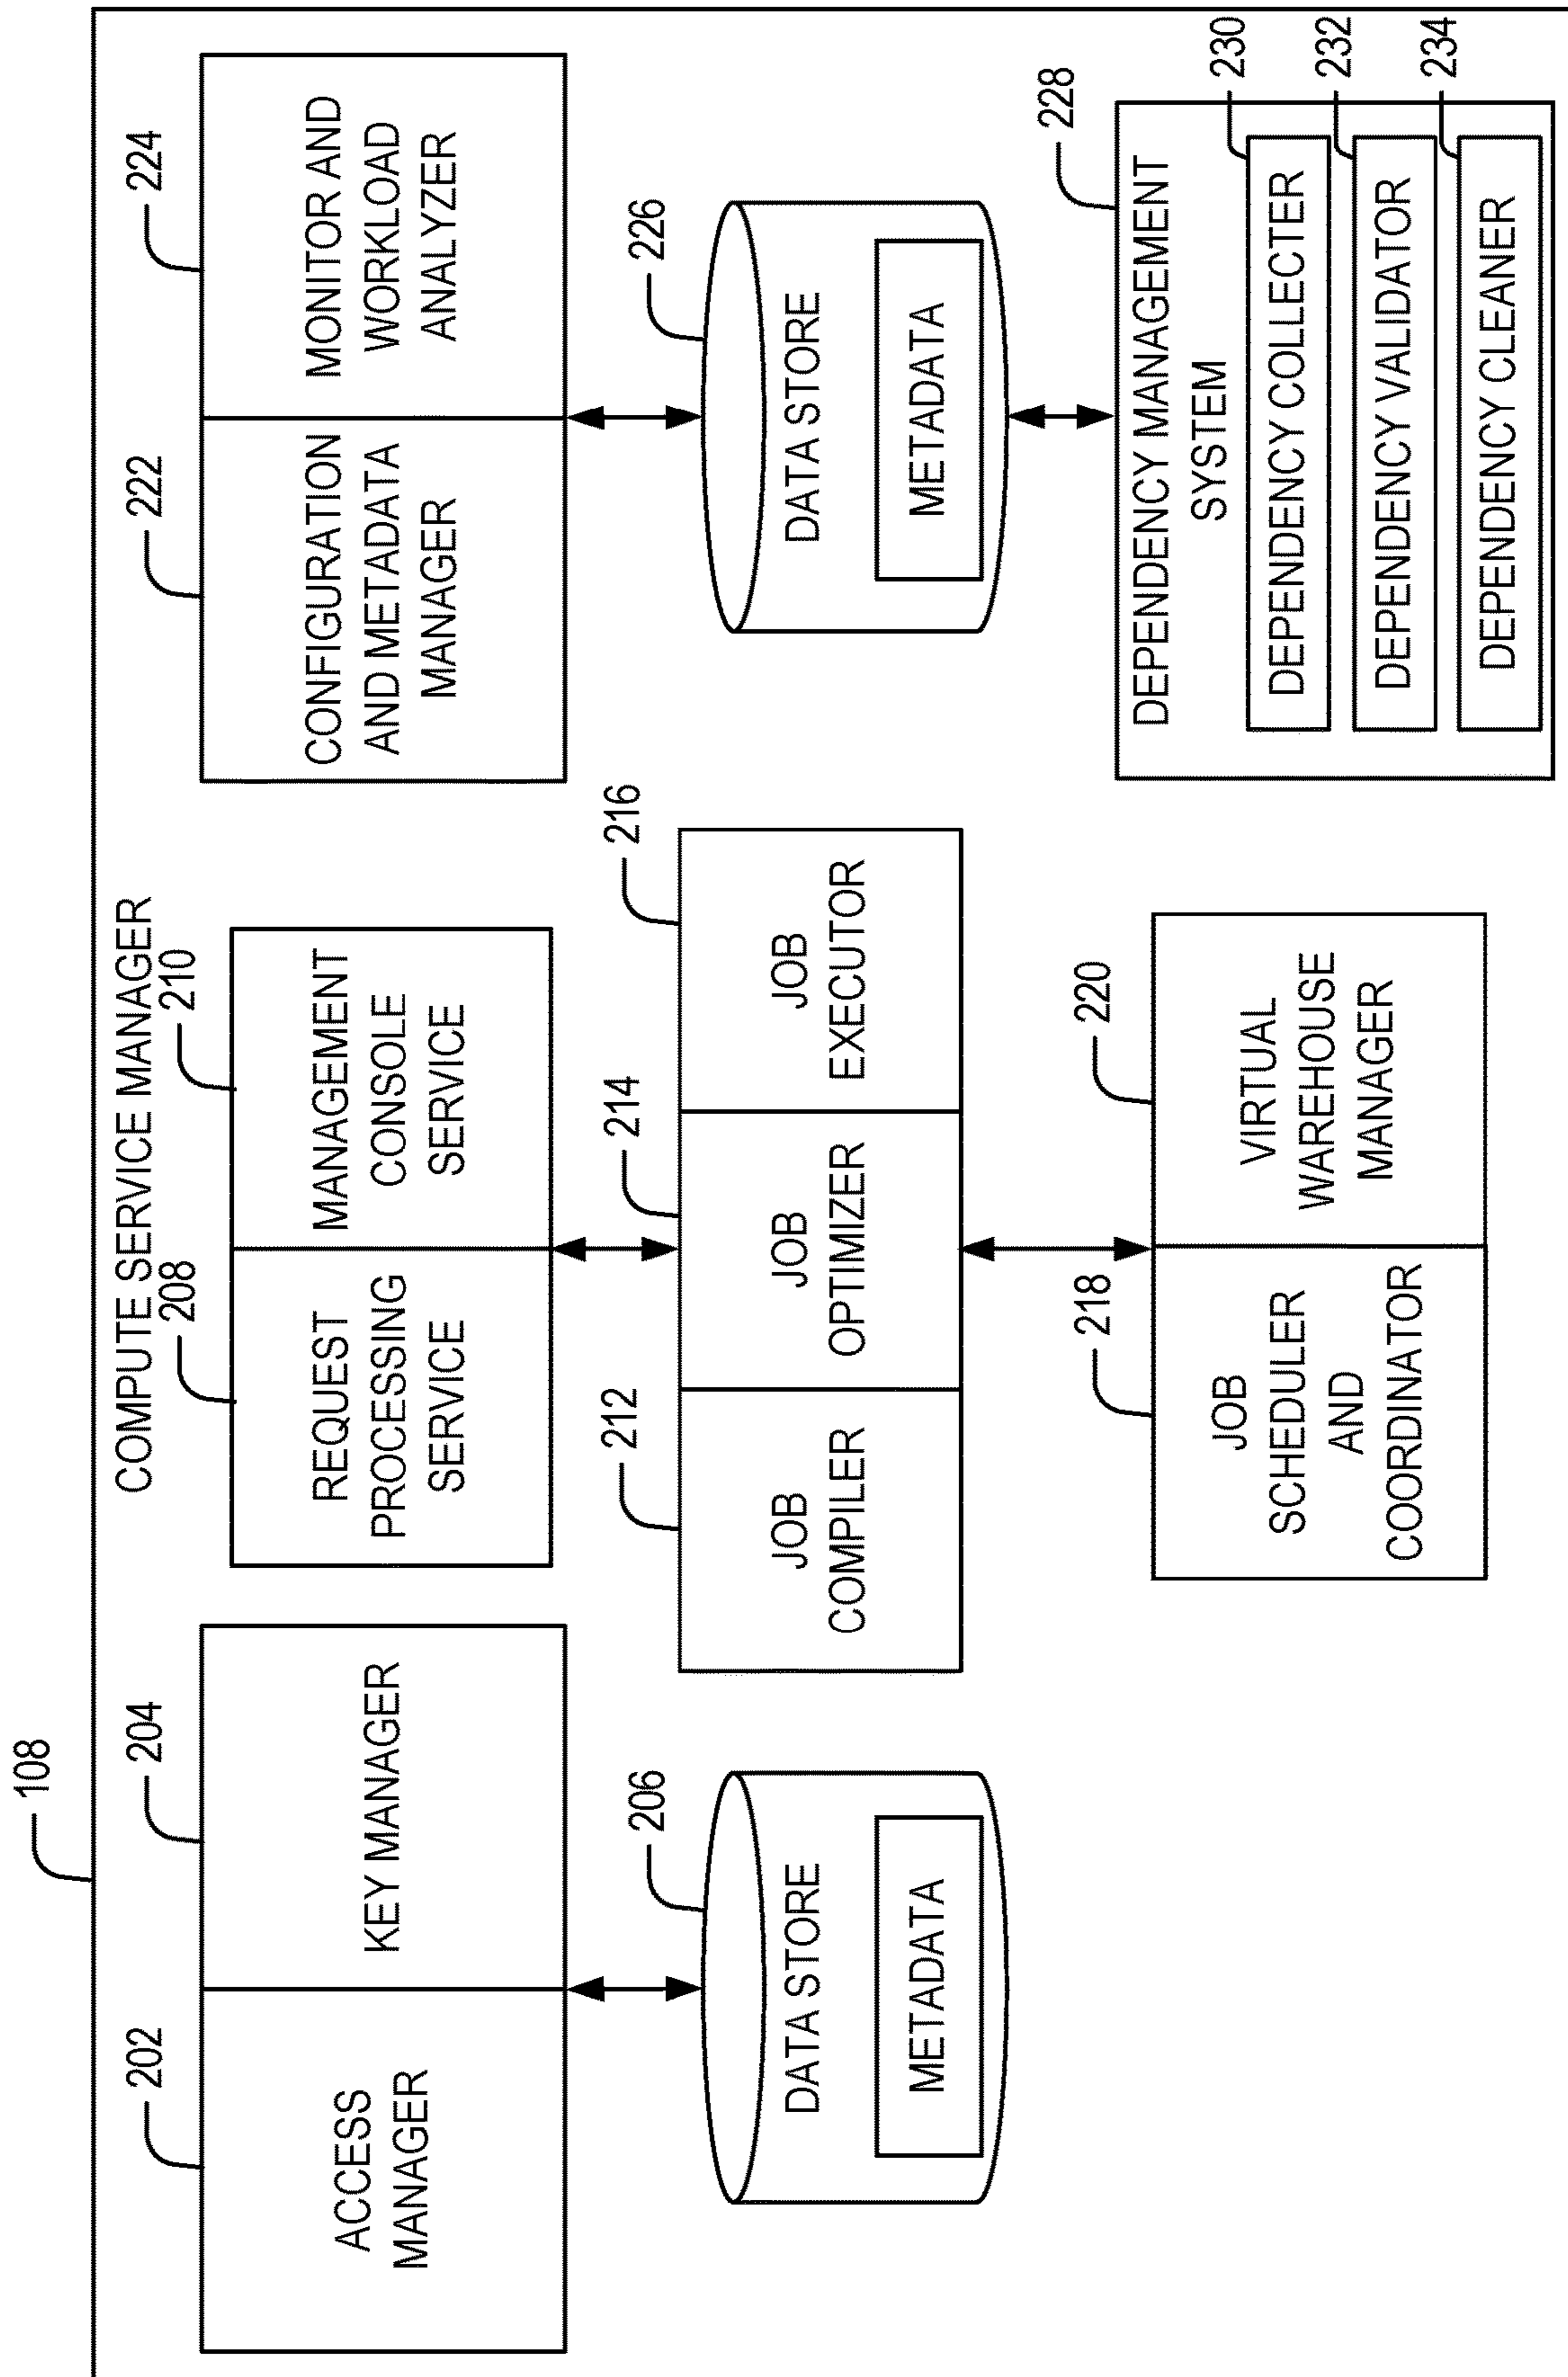 108
COMPUTE SERVICE MANAGER
202
ACCESS
MANAGER
204
KEY MANAGER
206
DATA STORE
METADATA
208
REQUEST
PROCESSING
SERVICE
210
MANAGEMENT
CONSOLE
SERVICE
212
JOB
COMPILER
214
JOB
OPTIMIZER
216
JOB
EXECUTOR
218
JOB
SCHEDULER
AND
COORDINATOR
220
VIRTUAL
WAREHOUSE
MANAGER
222
CONFIGURATION
AND METADATA
MANAGER
224
MONITOR AND
WORKLOAD
ANALYZER
226
DATA STORE
METADATA
228
DEPENDENCY MANAGEMENT
SYSTEM
230
DEPENDENCY COLLECTER
232
DEPENDENCY VALIDATOR
234
DEPENDENCY CLEANER